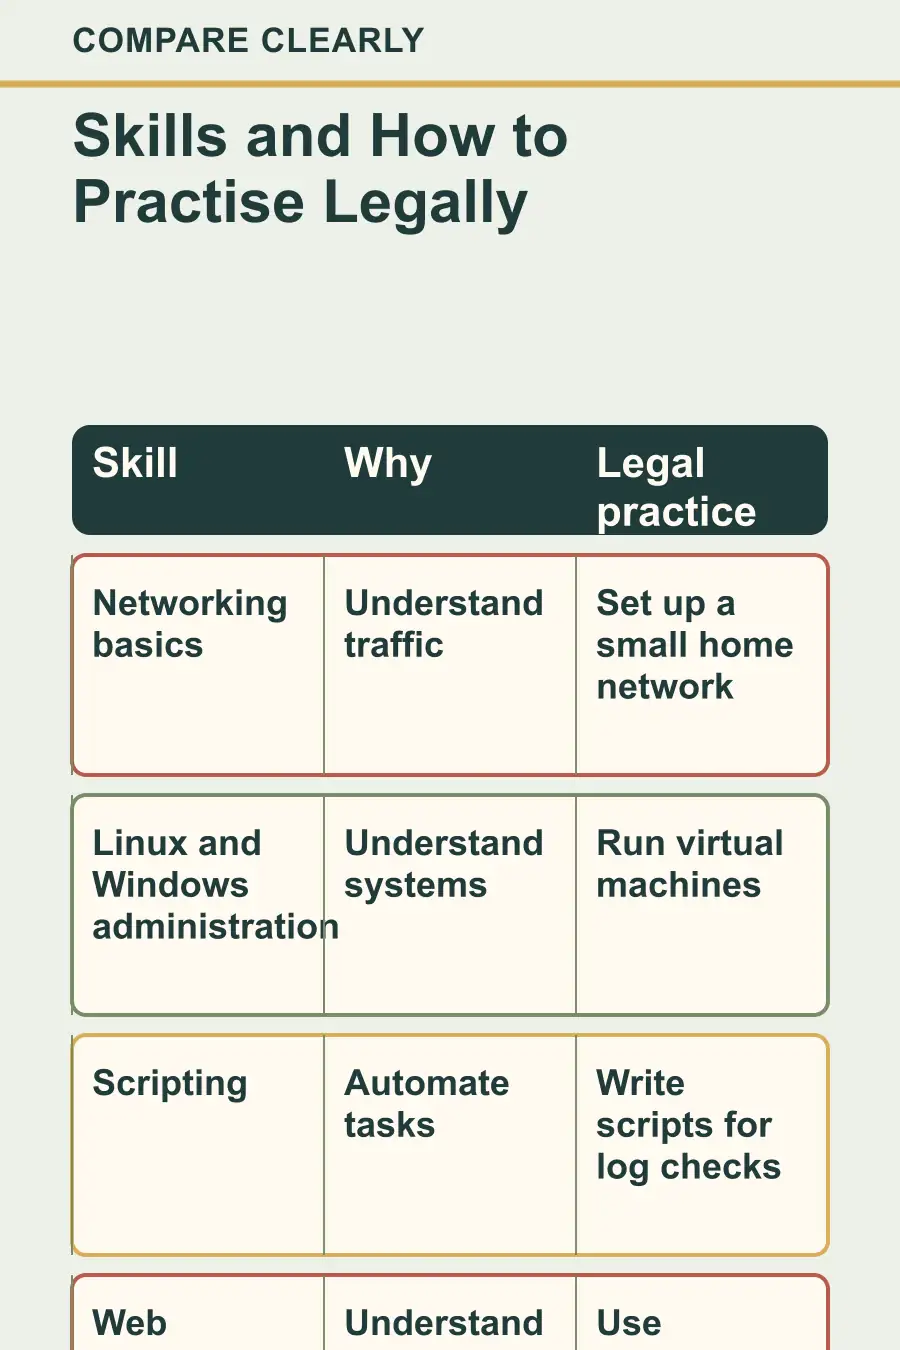 COMPARE CLEARLY
Skills and How to
Practise Legally
Skill
Why
Legal
practice
Networking
basics
Understand
traffic
Set up a
small home
network
Linux and
Windows
administration
Understand
systems
Run virtual
machines
Scripting
Automate
tasks
Write
scripts for
log checks
Web
Understand
Use